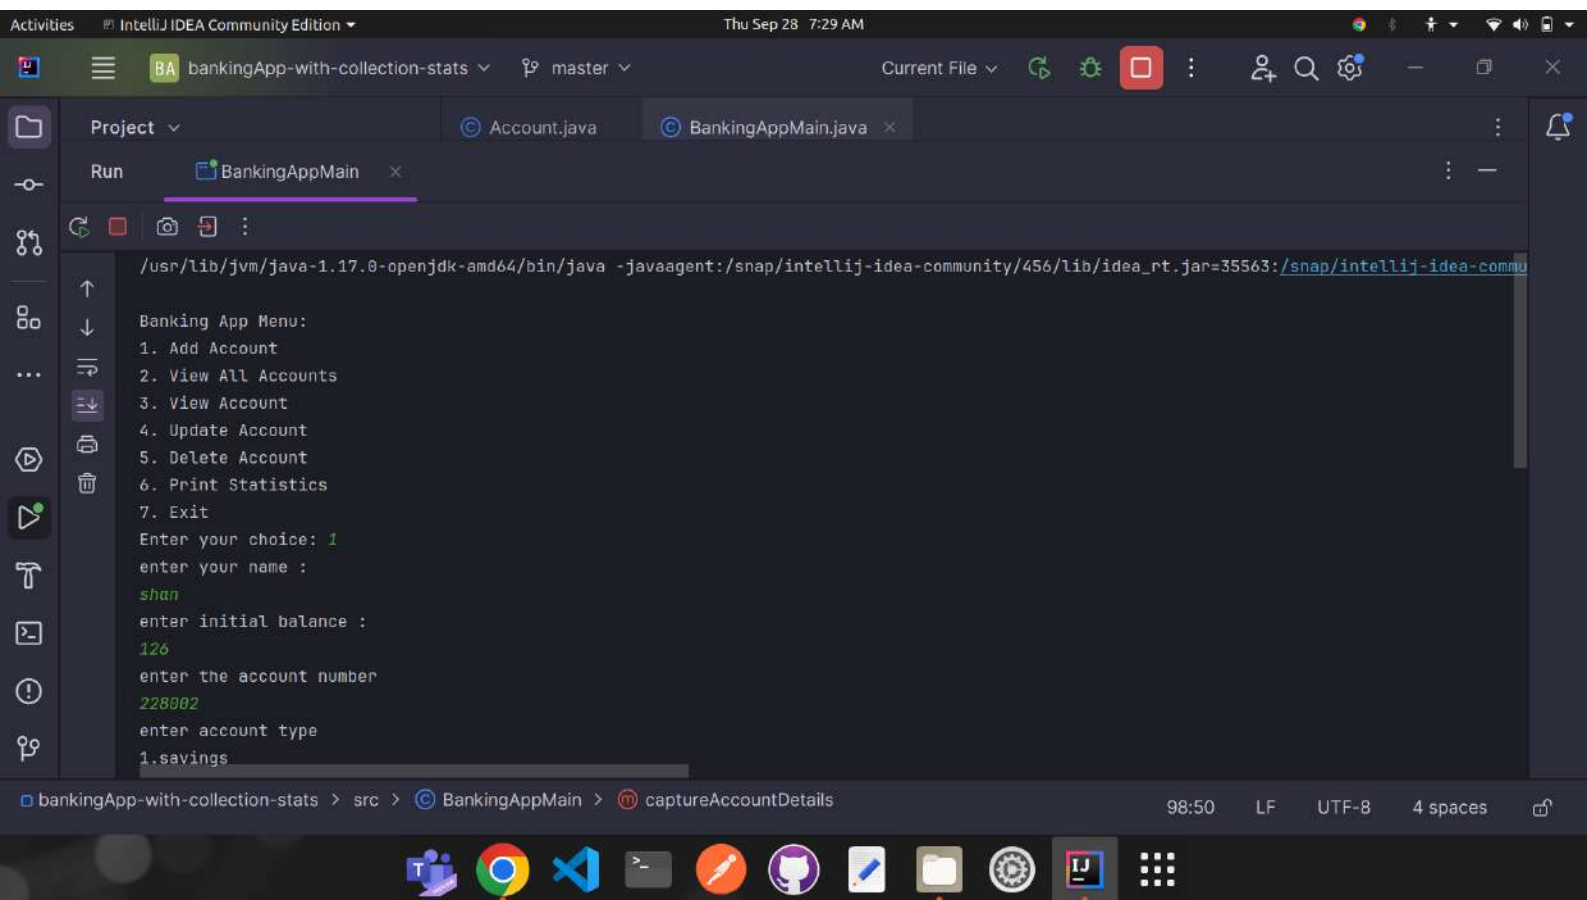 Activities IntelliJ IDEA Community Edition Thu Sep 28 7:29 AM
BA bankingApp-with-collection-stats master Current File
Project Account.java BankingAppMain.java
Run BankingAppMain
/usr/lib/jvm/java-1.17.0-openjdk-amd64/bin/java -javaagent:/snap/intellij-idea-community/456/lib/idea_rt.jar=35563:/snap/intellij-idea-commu
Banking App Menu:
1. Add Account
2. View All Accounts
3. View Account
4. Update Account
5. Delete Account
6. Print Statistics
7. Exit
Enter your choice: 1
enter your name :
shan
enter initial balance :
126
enter the account number
228002
enter account type
1.savings
bankingApp-with-collection-stats > src > BankingAppMain > captureAccountDetails 98:50 LF UTF-8 4 spaces